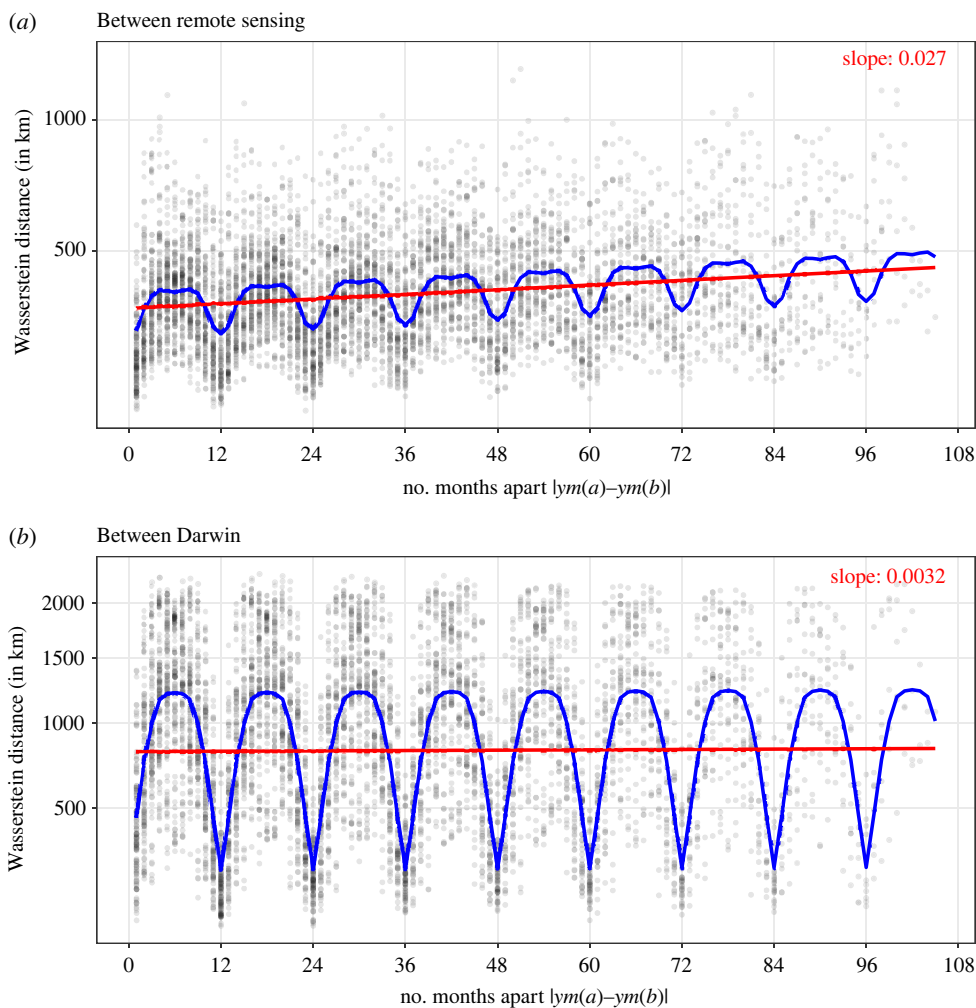 (a) Between remote sensing
slope: 0.027
Wasserstein distance (in km)
1000
500
0 12 24 36 48 60 72 84 96 108
no. months apart |ym(a)–ym(b)|
(b) Between Darwin
slope: 0.0032
Wasserstein distance (in km)
2000
1500
1000
500
0 12 24 36 48 60 72 84 96 108
no. months apart |ym(a)–ym(b)|